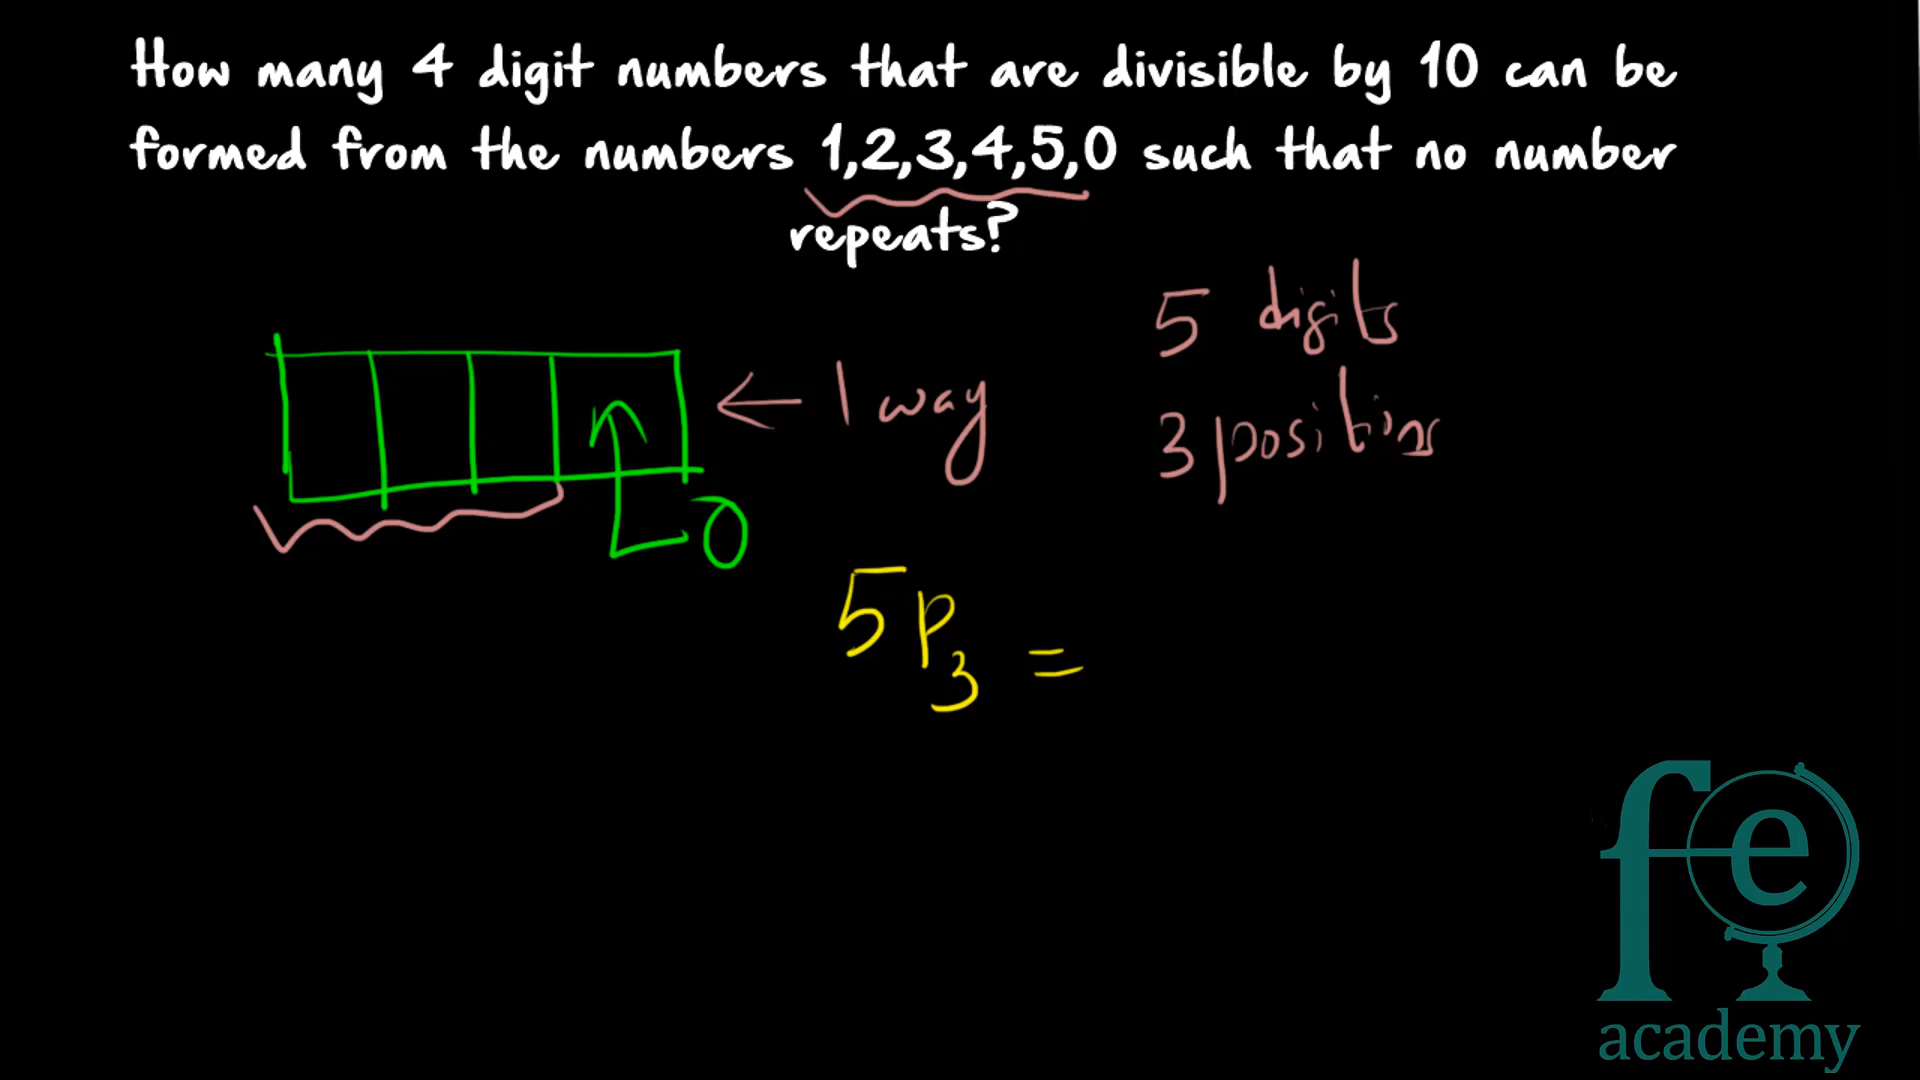 How many 4 digit numbers that are divisible by 10 can be
formed from the numbers 1,2,3,4,5,0 such that no number
repeats?
5 digits
← 1 way
3 positions
0
5P3 =
fe
academy